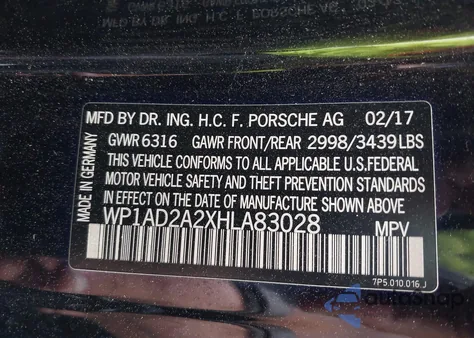 MFD BY DR. ING. H.C. F. PORSCHE AG 02/17
GVWR 6316 GAWR FRONT/REAR 2998/3439LBS
THIS VEHICLE CONFORMS TO ALL APPLICABLE U.S.FEDERAL
MOTOR VEHICLE SAFETY AND THEFT PREVENTION STANDARDS
IN EFFECT ON THE DATE OF MANUFACTURE SHOWN ABOVE
WP1AD2A2XHLA83028 MPV
MADE IN GERMANY
7P5.010.016 J
autosnap